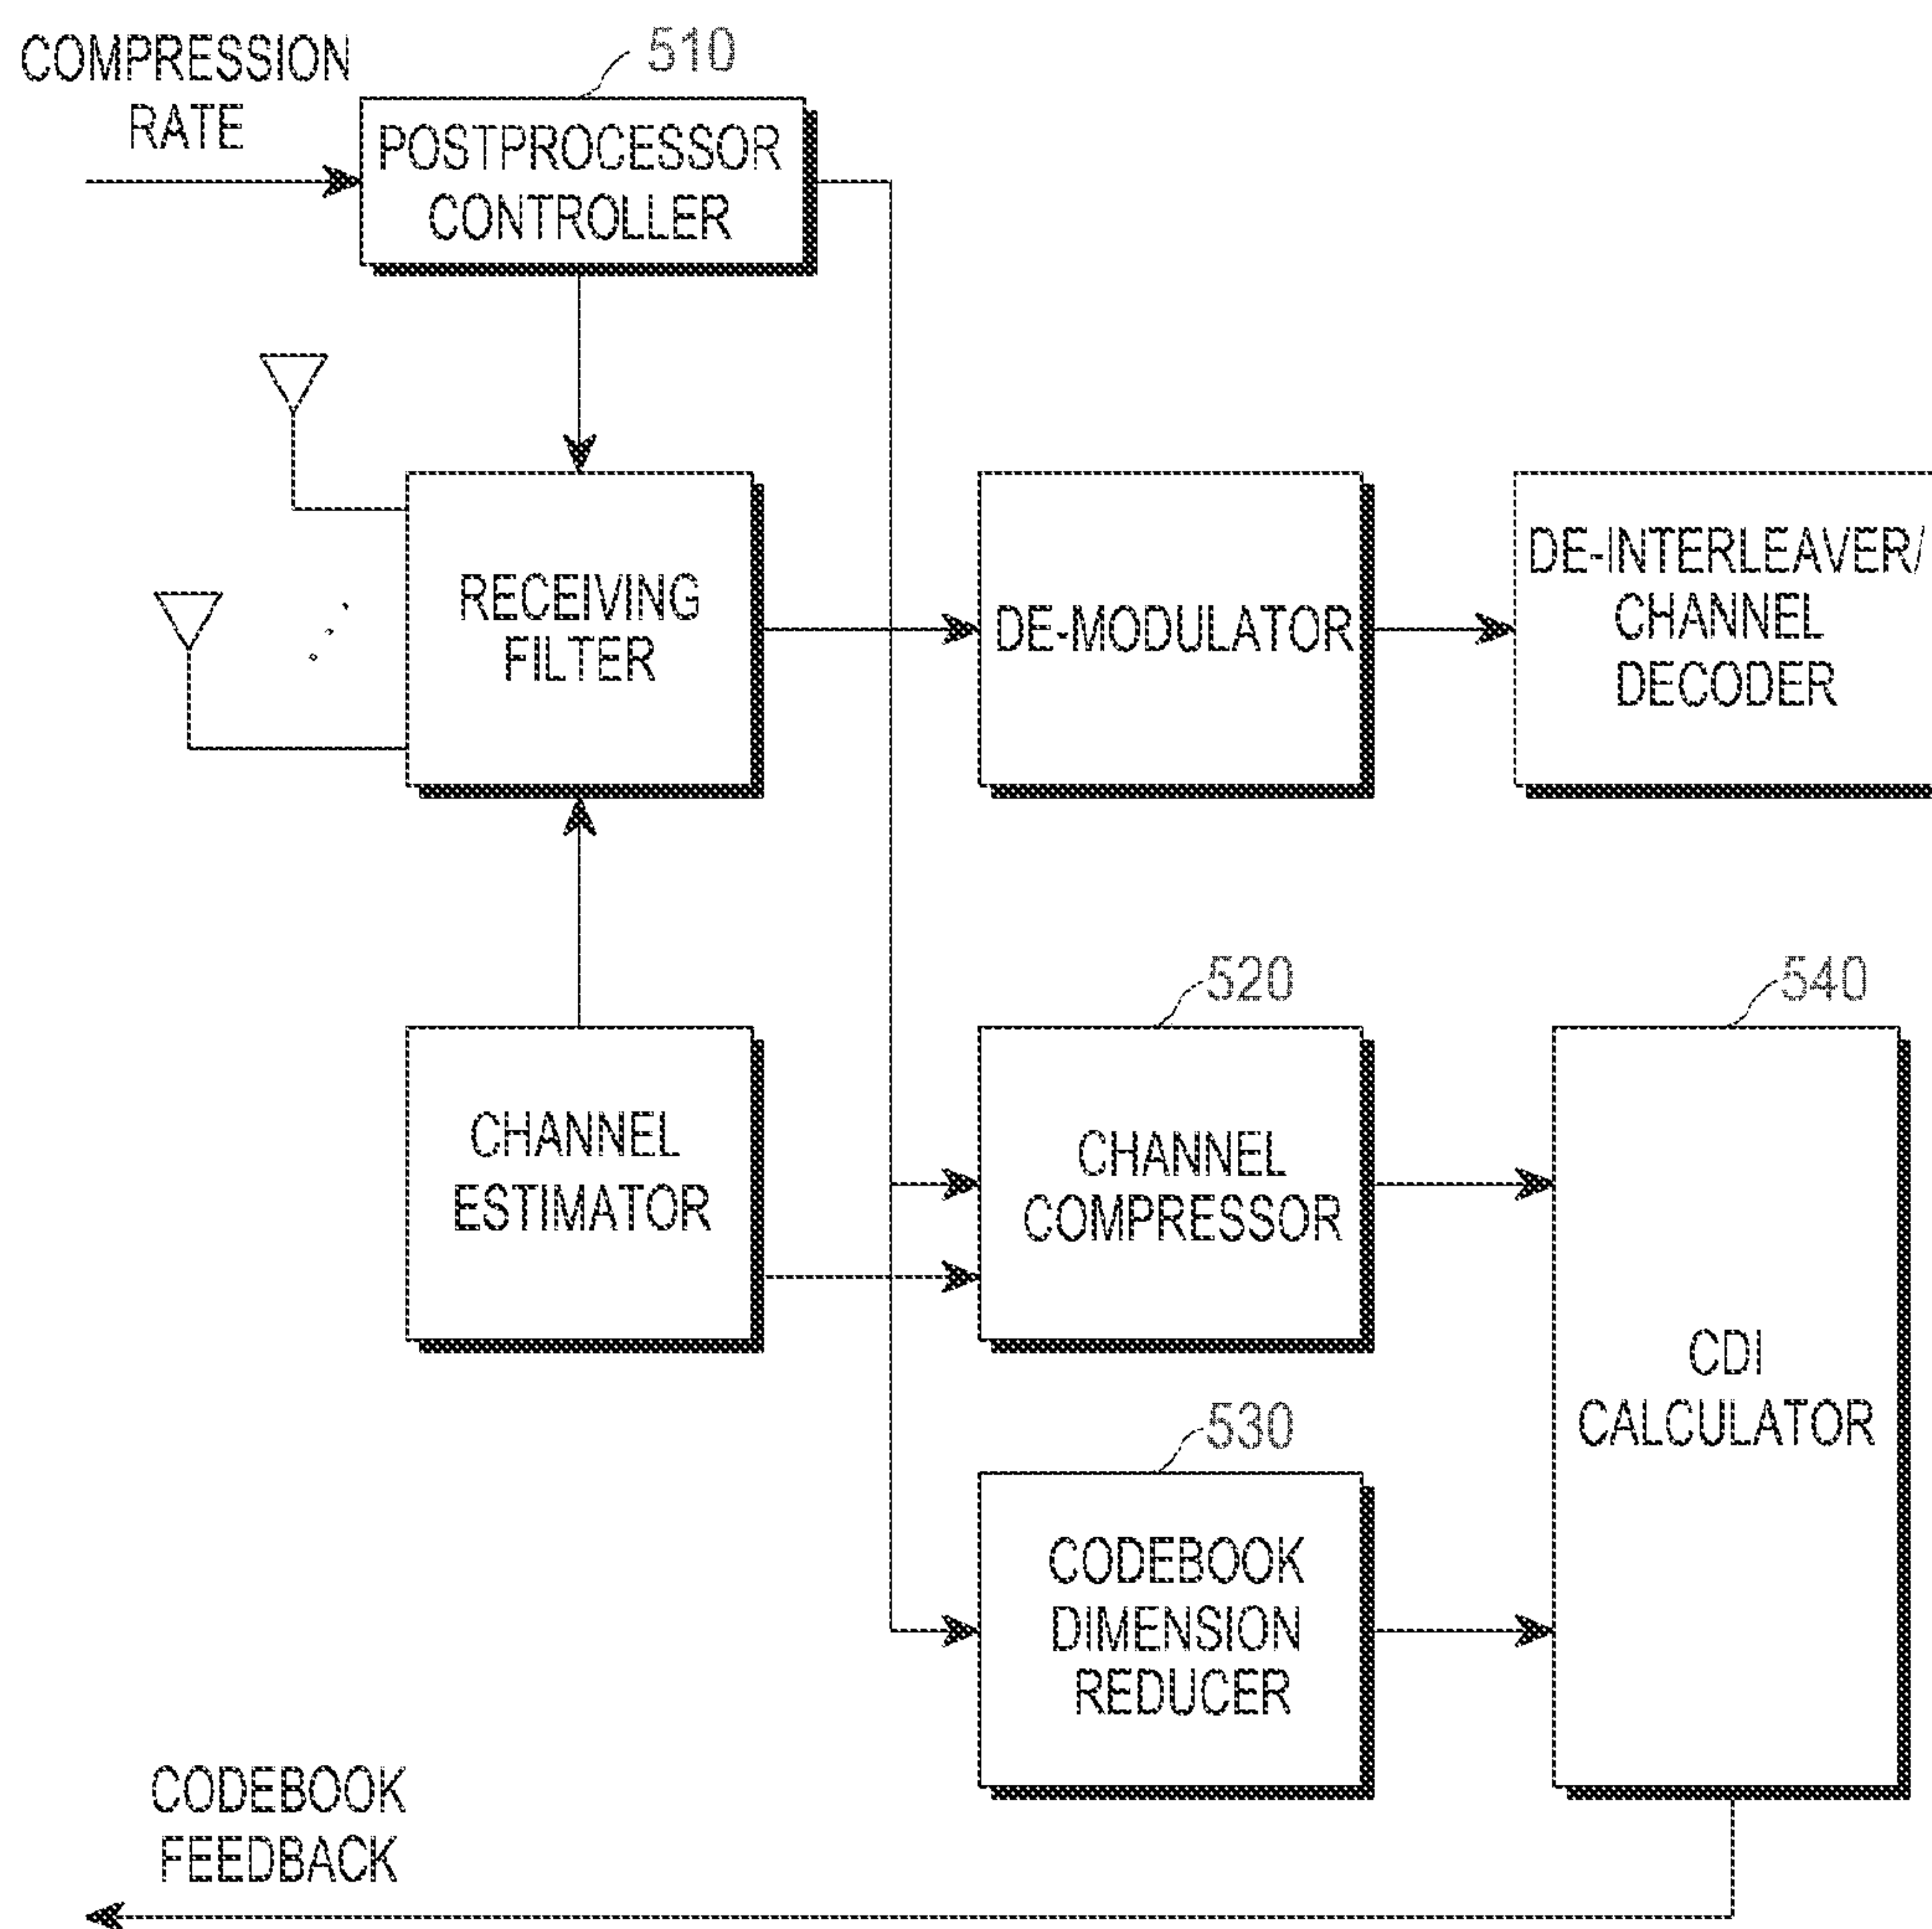 COMPRESSION
RATE
510
POSTPROCESSOR
CONTROLLER
RECEIVING
FILTER
DE-MODULATOR
DE-INTERLEAVER/
CHANNEL
DECODER
CHANNEL
ESTIMATOR
520
CHANNEL
COMPRESSOR
540
CDI
CALCULATOR
530
CODEBOOK
DIMENSION
REDUCER
CODEBOOK
FEEDBACK